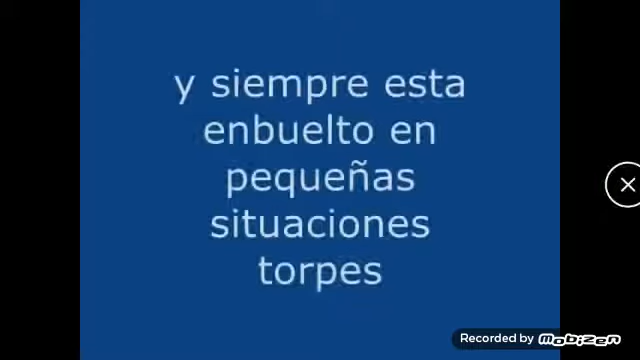 y siempre esta
enbuelto en
pequeñas
situaciones
torpes
Recorded by mobizen